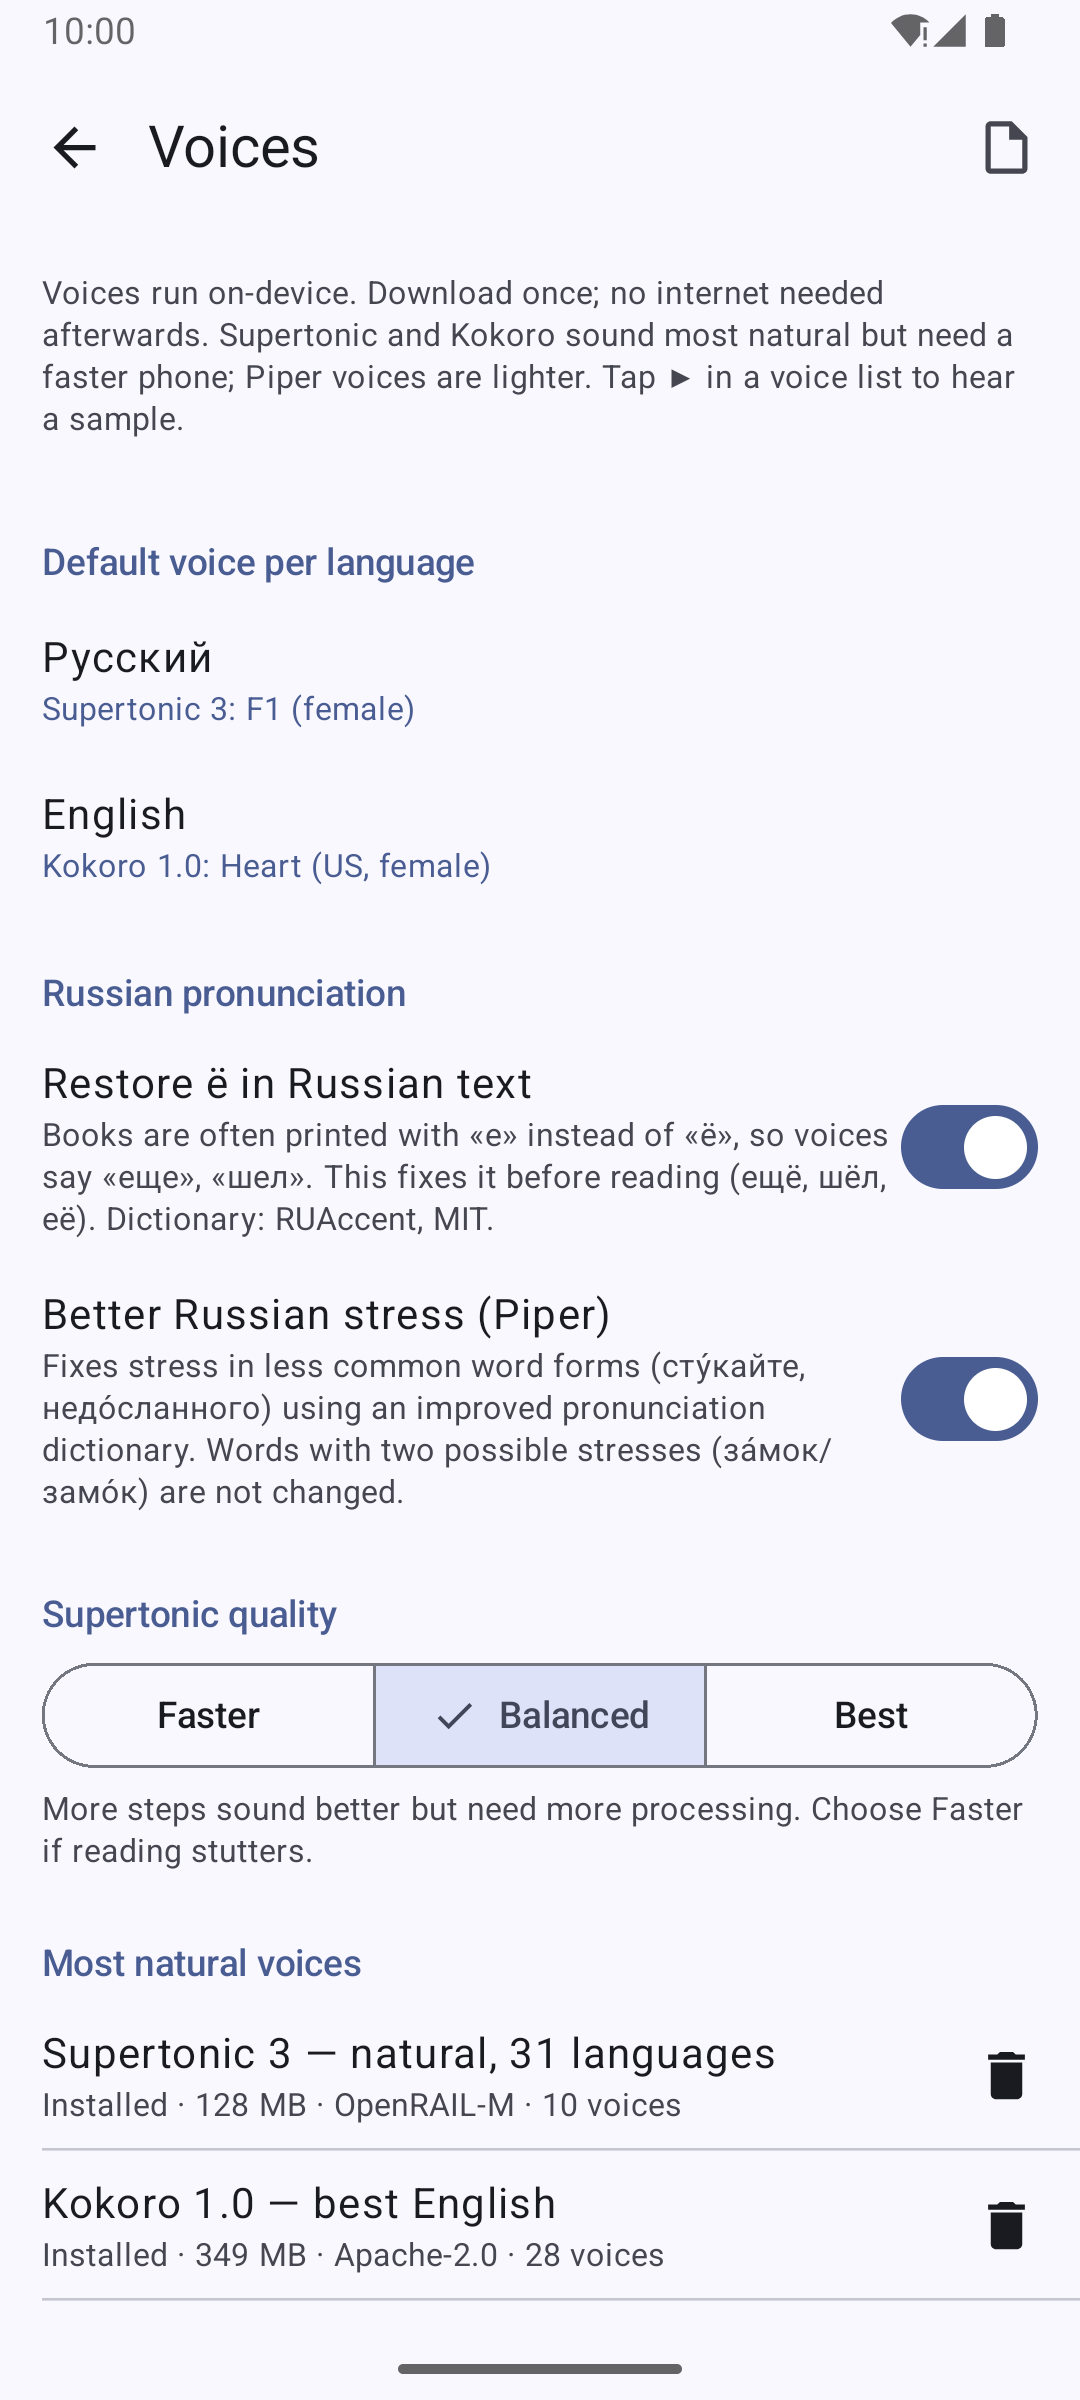 10:00
Voices
Voices run on-device. Download once; no internet needed
afterwards. Supertonic and Kokoro sound most natural but need a
faster phone; Piper voices are lighter. Tap ► in a voice list to hear
a sample.
Default voice per language
Русский
Supertonic 3: F1 (female)
English
Kokoro 1.0: Heart (US, female)
Russian pronunciation
Restore ё in Russian text
Books are often printed with «е» instead of «ё», so voices
say «еще», «шел». This fixes it before reading (ещё, шёл,
её). Dictionary: RUAccent, MIT.
Better Russian stress (Piper)
Fixes stress in less common word forms (сту́кайте,
недо́сланного) using an improved pronunciation
dictionary. Words with two possible stresses (за́мок/
замо́к) are not changed.
Supertonic quality
Faster
Balanced
Best
More steps sound better but need more processing. Choose Faster
if reading stutters.
Most natural voices
Supertonic 3 — natural, 31 languages
Installed · 128 MB · OpenRAIL-M · 10 voices
Kokoro 1.0 — best English
Installed · 349 MB · Apache-2.0 · 28 voices